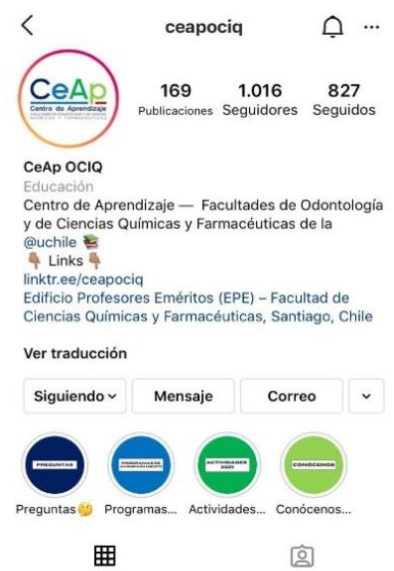 ceapociq
CeAp
Centro de Aprendizaje
169 1.016 827
Publicaciones Seguidores Seguidos
CeAp OCIQ
Educación
Centro de Aprendizaje — Facultades de Odontología
y de Ciencias Químicas y Farmacéuticas de la
@uchile 📚
👇🏽 Links👇🏽
linktr.ee/ceapociq
Edificio Profesores Eméritos (EPE) – Facultad de
Ciencias Químicas y Farmacéuticas, Santiago, Chile
Ver traducción
Siguiendo Mensaje Correo
PREGUNTAS ACTIVIDADES CONÓCENOS
2021
Preguntas🤔 Programas... Actividades... Conócenos...